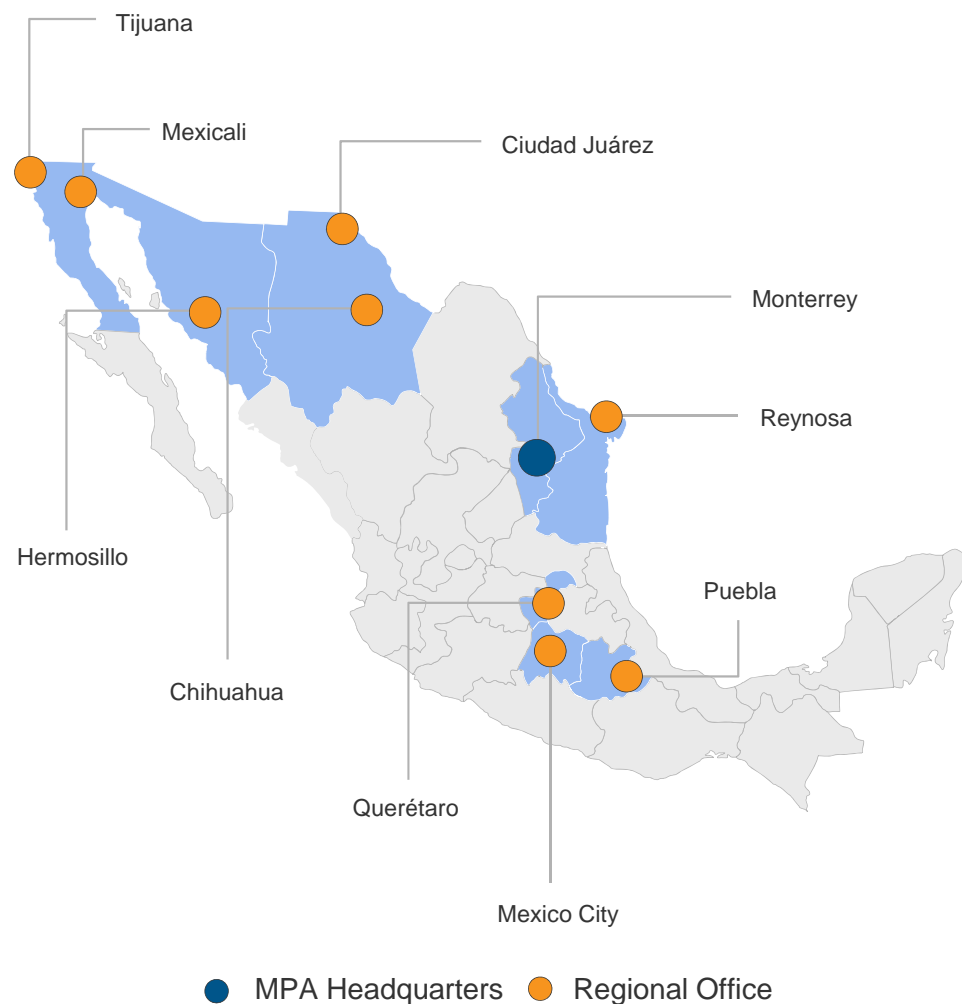 Tijuana
Mexicali
Ciudad Juárez
Monterrey
Reynosa
Hermosillo
Puebla
Chihuahua
Querétaro
Mexico City
MPA Headquarters
Regional Office